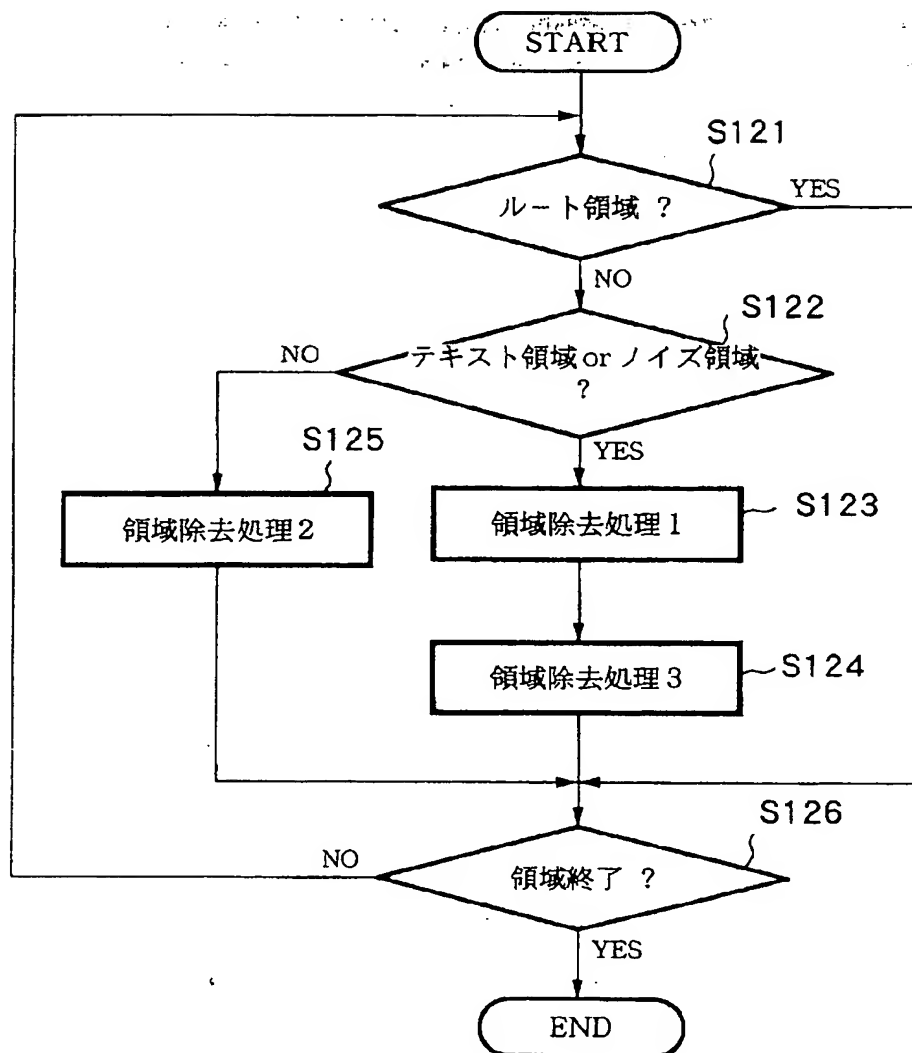 START
S121
ルート領域 ?
YES
NO
S122
テキスト領域 or ノイズ領域
?
NO
YES
S125
領域除去処理2
S123
領域除去処理1
S124
領域除去処理3
S126
領域終了 ?
NO
YES
END